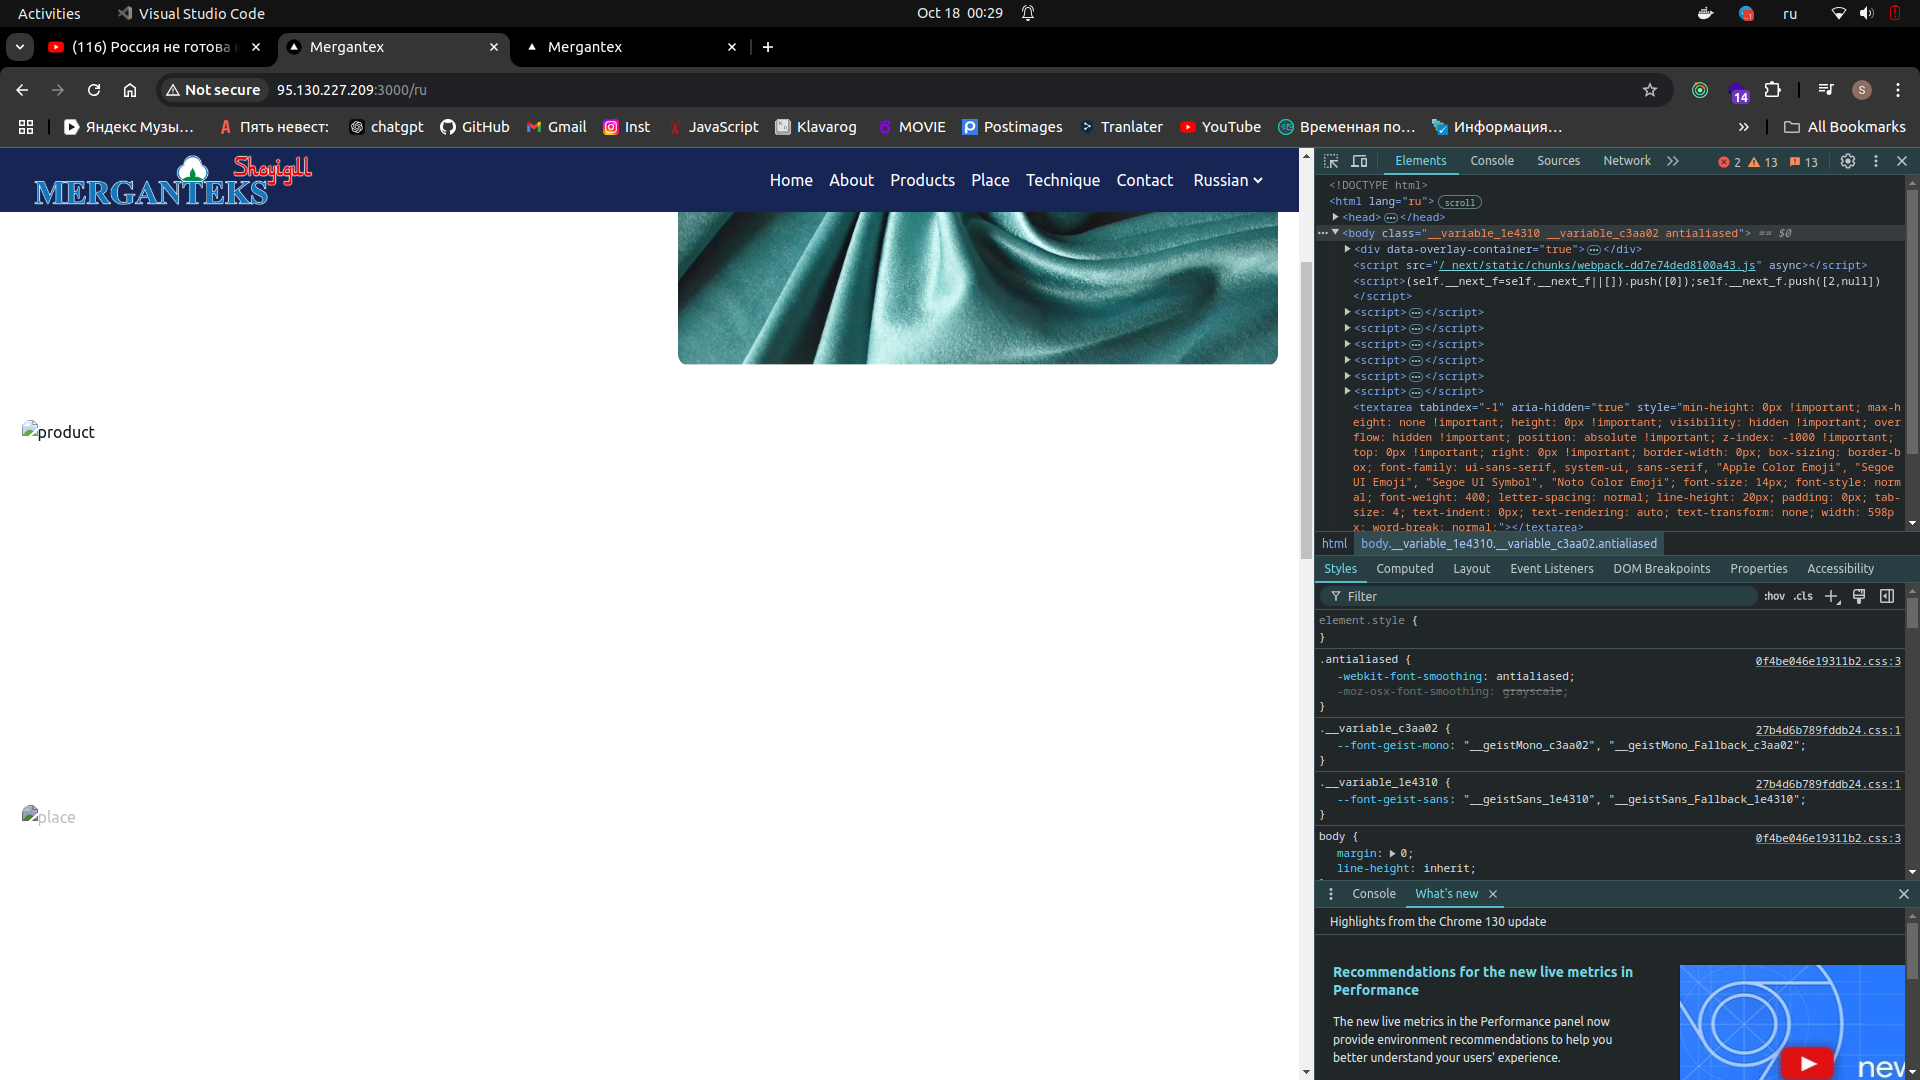 Activities
Visual Studio Code
Oct 18 00:29
ru
(116) Россия не готова
Mergantex
Mergantex
Not secure
95.130.227.209:3000/ru
14
S
Яндекс Музы...
Пять невест:
chatgpt
GitHub
Gmail
Inst
JavaScript
Klavarog
MOVIE
Postimages
Tranlater
YouTube
Временная по...
Информация...
All Bookmarks
Shoyigul
MERGANTEKS
Home
About
Products
Place
Technique
Contact
Russian
product
place
Elements
Console
Sources
Network
2
13
13
<!DOCTYPE html>
<html lang="ru"> scroll
<head> </head>
<body class="__variable_1e4310 __variable_c3aa02 antialiased"> == $0
<div data-overlay-container="true"> </div>
<script src="/_next/static/chunks/webpack-dd7e74ded8100a43.js" async></script>
<script>(self.__next_f=self.__next_f||[]).push([0]);self.__next_f.push([2,null])
</script>
<script> </script>
<script> </script>
<script> </script>
<script> </script>
<script> </script>
<script> </script>
<textarea tabindex="-1" aria-hidden="true" style="min-height: 0px !important; max-h
eight: none !important; height: 0px !important; visibility: hidden !important; over
flow: hidden !important; position: absolute !important; z-index: -1000 !important;
top: 0px !important; right: 0px !important; border-width: 0px; box-sizing: border-b
ox; font-family: ui-sans-serif, system-ui, sans-serif, "Apple Color Emoji", "Segoe
UI Emoji", "Segoe UI Symbol", "Noto Color Emoji"; font-size: 14px; font-style: norm
al; font-weight: 400; letter-spacing: normal; line-height: 20px; padding: 0px; tab-
size: 4; text-indent: 0px; text-rendering: auto; text-transform: none; width: 598p
x; word-break: normal;"></textarea>
html
body.__variable_1e4310.__variable_c3aa02.antialiased
Styles
Computed
Layout
Event Listeners
DOM Breakpoints
Properties
Accessibility
Filter
:hov
.cls
element.style {
}
.antialiased {
0f4be046e19311b2.css:3
-webkit-font-smoothing: antialiased;
-moz-osx-font-smoothing: grayscale;
}
.__variable_c3aa02 {
27b4d6b789fddb24.css:1
--font-geist-mono: "__geistMono_c3aa02", "__geistMono_Fallback_c3aa02";
}
.__variable_1e4310 {
27b4d6b789fddb24.css:1
--font-geist-sans: "__geistSans_1e4310", "__geistSans_Fallback_1e4310";
}
body {
0f4be046e19311b2.css:3
margin: 0;
line-height: inherit;
Console
What's new
Highlights from the Chrome 130 update
Recommendations for the new live metrics in
Performance
The new live metrics in the Performance panel now
provide environment recommendations to help you
better understand your users' experience.
new